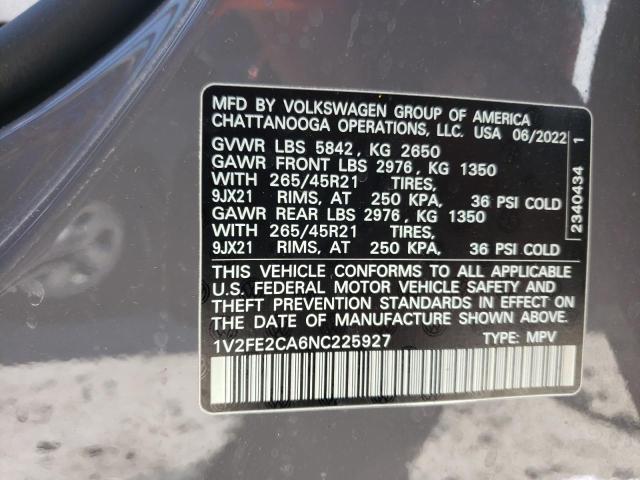 MFD BY VOLKSWAGEN GROUP OF AMERICA
CHATTANOOGA OPERATIONS, LLC. USA 06/2022
GVWR LBS 5842, KG 2650
GAWR FRONT LBS 2976, KG 1350
WITH 265/45R21 TIRES,
9JX21 RIMS, AT 250 KPA, 36 PSI COLD
GAWR REAR LBS 2976, KG 1350
WITH 265/45R21 TIRES,
9JX21 RIMS, AT 250 KPA, 36 PSI COLD
THIS VEHICLE CONFORMS TO ALL APPLICABLE
U.S. FEDERAL MOTOR VEHICLE SAFETY AND
THEFT PREVENTION STANDARDS IN EFFECT ON
THE DATE OF MANUFACTURE SHOWN ABOVE.
1V2FE2CA6NC225927 TYPE: MPV
2340434 1